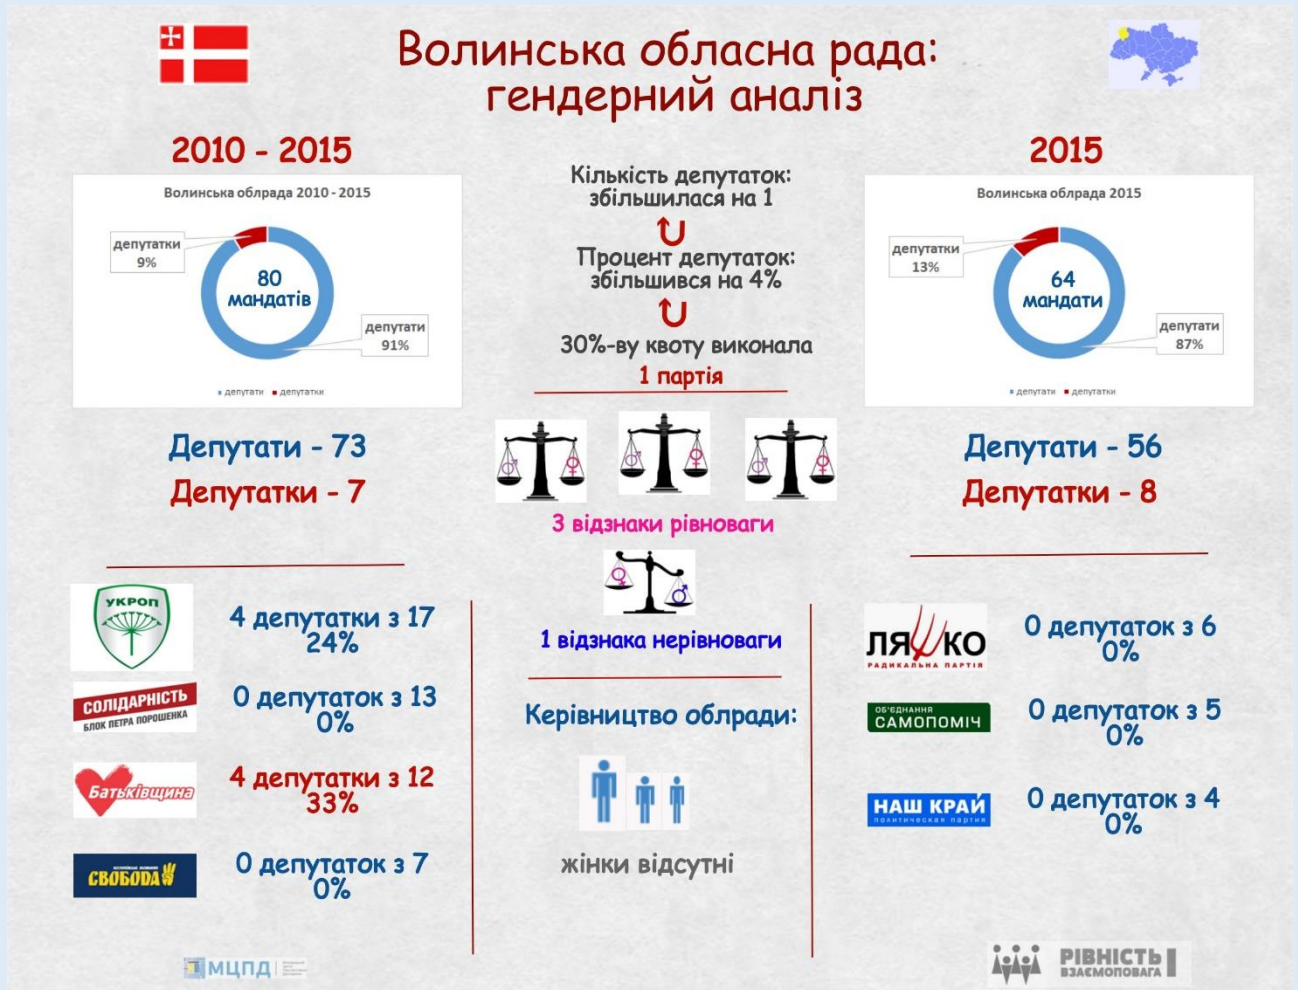 Волинська обласна рада:
гендерний аналіз
2010 - 2015
Волинська облрада 2010 - 2015
депутатки
9%
80
мандатів
депутати
91%
депутати депутатки
Депутати - 73
Депутатки - 7
Кількість депутаток:
збільшилася на 1
Процент депутаток:
збільшився на 4%
30%-ву квоту виконала
1 партія
3 відзнаки рівноваги
1 відзнака нерівноваги
2015
Волинська облрада 2015
депутатки
13%
64
мандати
депутати
87%
депутати депутатки
Депутати - 56
Депутатки - 8
УКРОП
4 депутатки з 17
24%
СОЛІДАРНІСТЬ
БЛОК ПЕТРА ПОРОШЕНКА
0 депутаток з 13
0%
Батьківщина
4 депутатки з 12
33%
СВОБОДА
0 депутаток з 7
0%
Керівництво облради:
жінки відсутні
ЛЯШКО
РАДИКАЛЬНА ПАРТІЯ
0 депутаток з 6
0%
ОБ'ЄДНАННЯ
САМОПОМІЧ
0 депутаток з 5
0%
НАШ КРАЙ
политическая партия
0 депутаток з 4
0%
МЦПД
РІВНІСТЬ
ВЗАЄМОПОВАГА